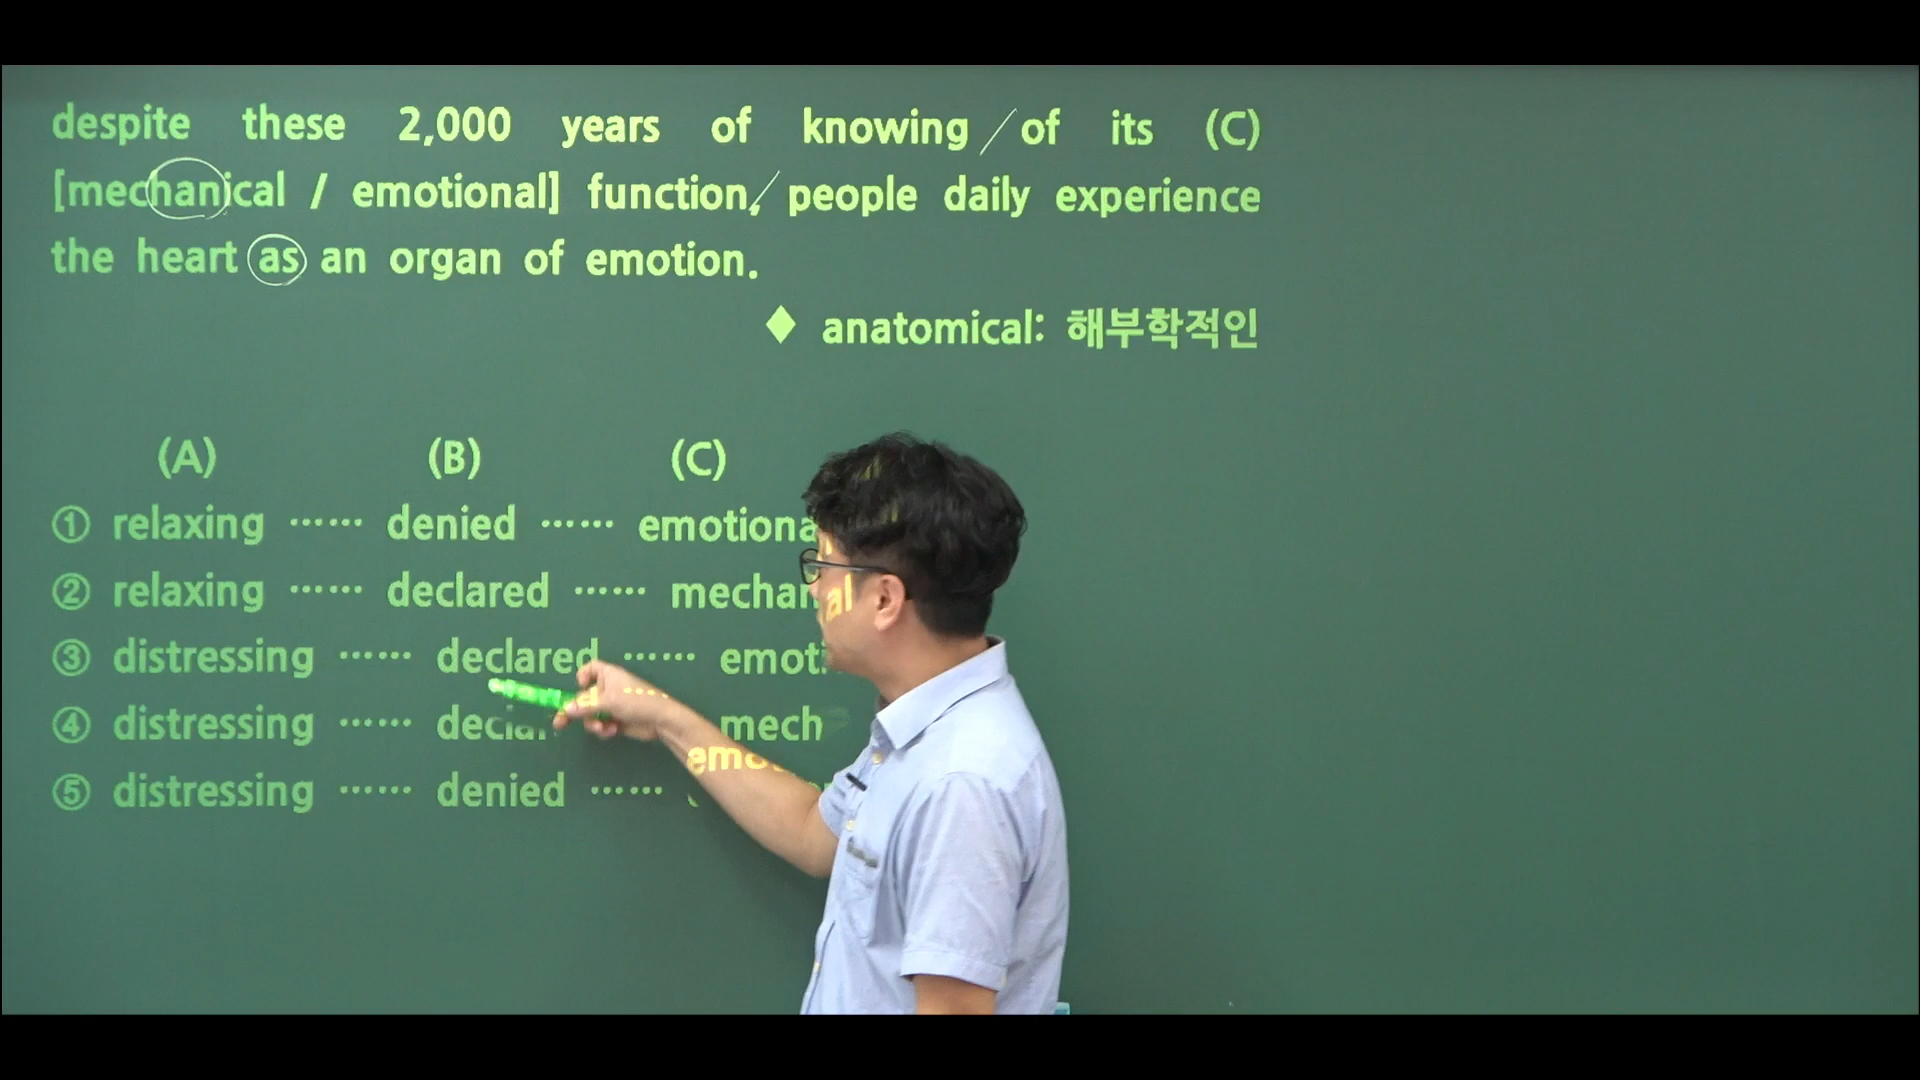 despite these 2,000 years of knowing of its (C)
[mechanical / emotional] function, people daily experience
the heart as an organ of emotion.
◆ anatomical: 해부학적인
(A) (B) (C)
① relaxing …… denied …… emotional
② relaxing …… declared ……
③ distressing …… declared ……
④ distressing ……
⑤ distressing …… denied ……